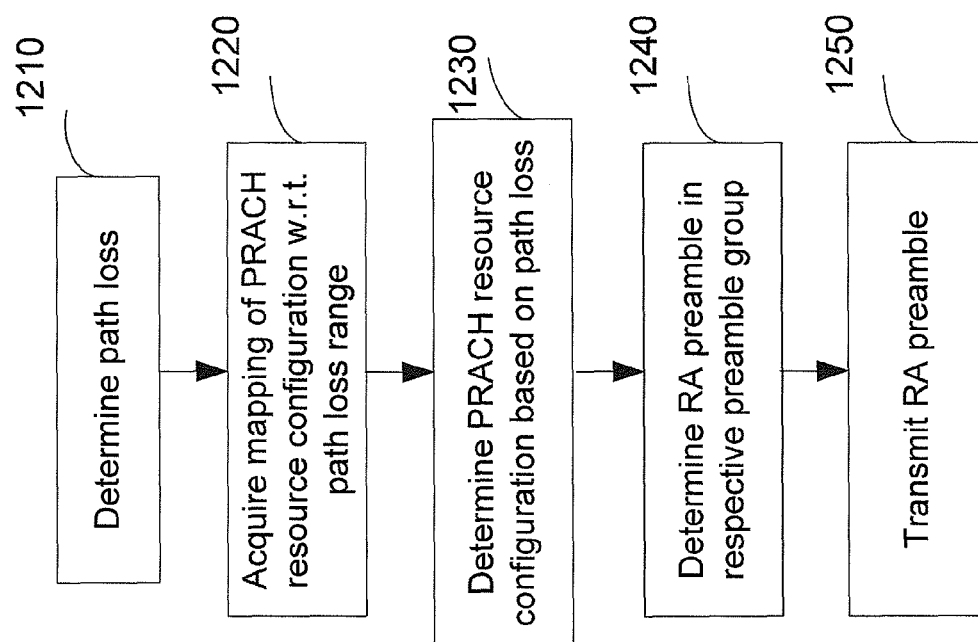 1210
Determine path loss
1220
Acquire mapping of PRACH
resource configuration w.r.t.
path loss range
1230
Determine PRACH resource
configuration based on path loss
1240
Determine RA preamble in
respective preamble group
1250
Transmit RA preamble